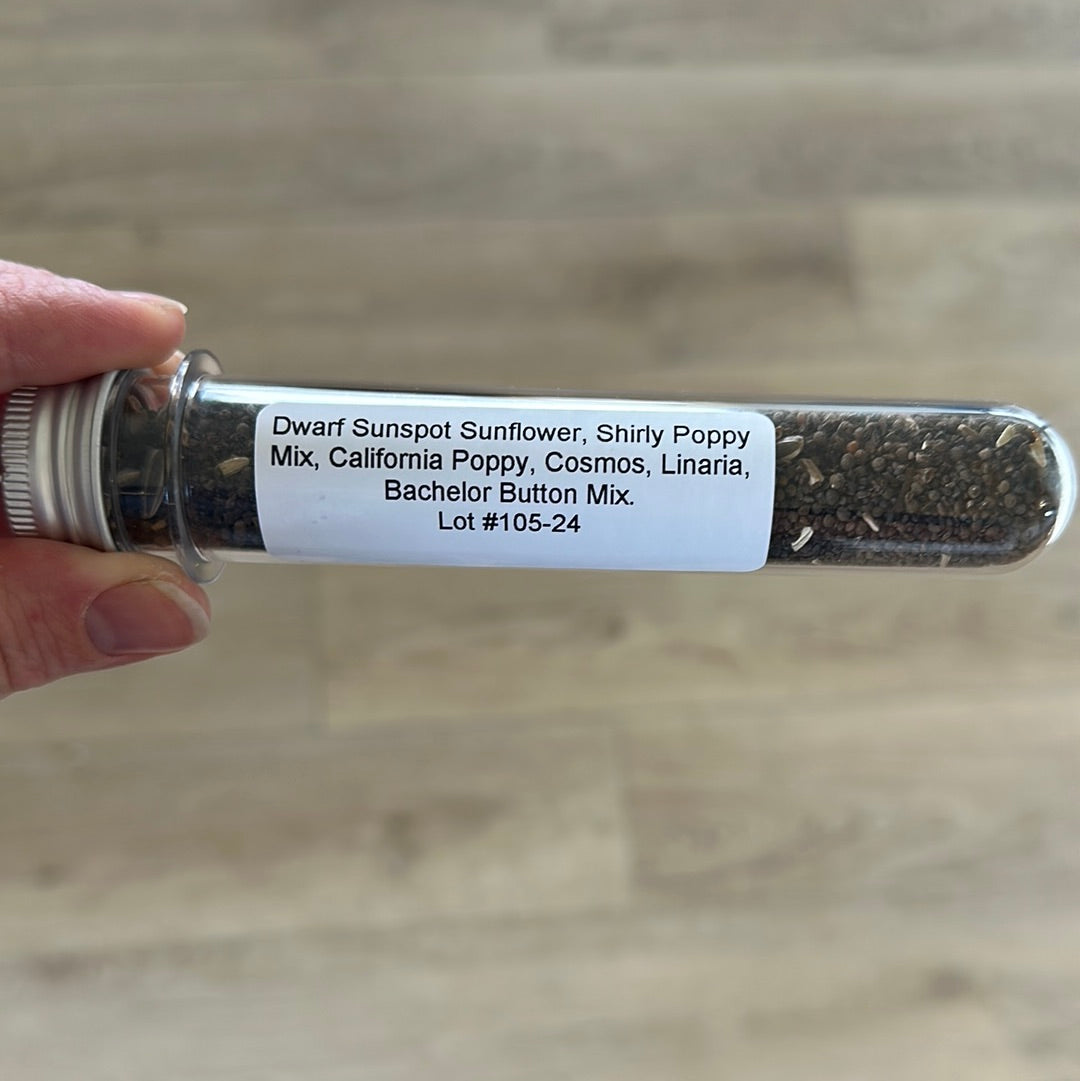 Dwarf Sunspot Sunflower, Shirly Poppy
Mix, California Poppy, Cosmos, Linaria,
Bachelor Button Mix.
Lot #105-24